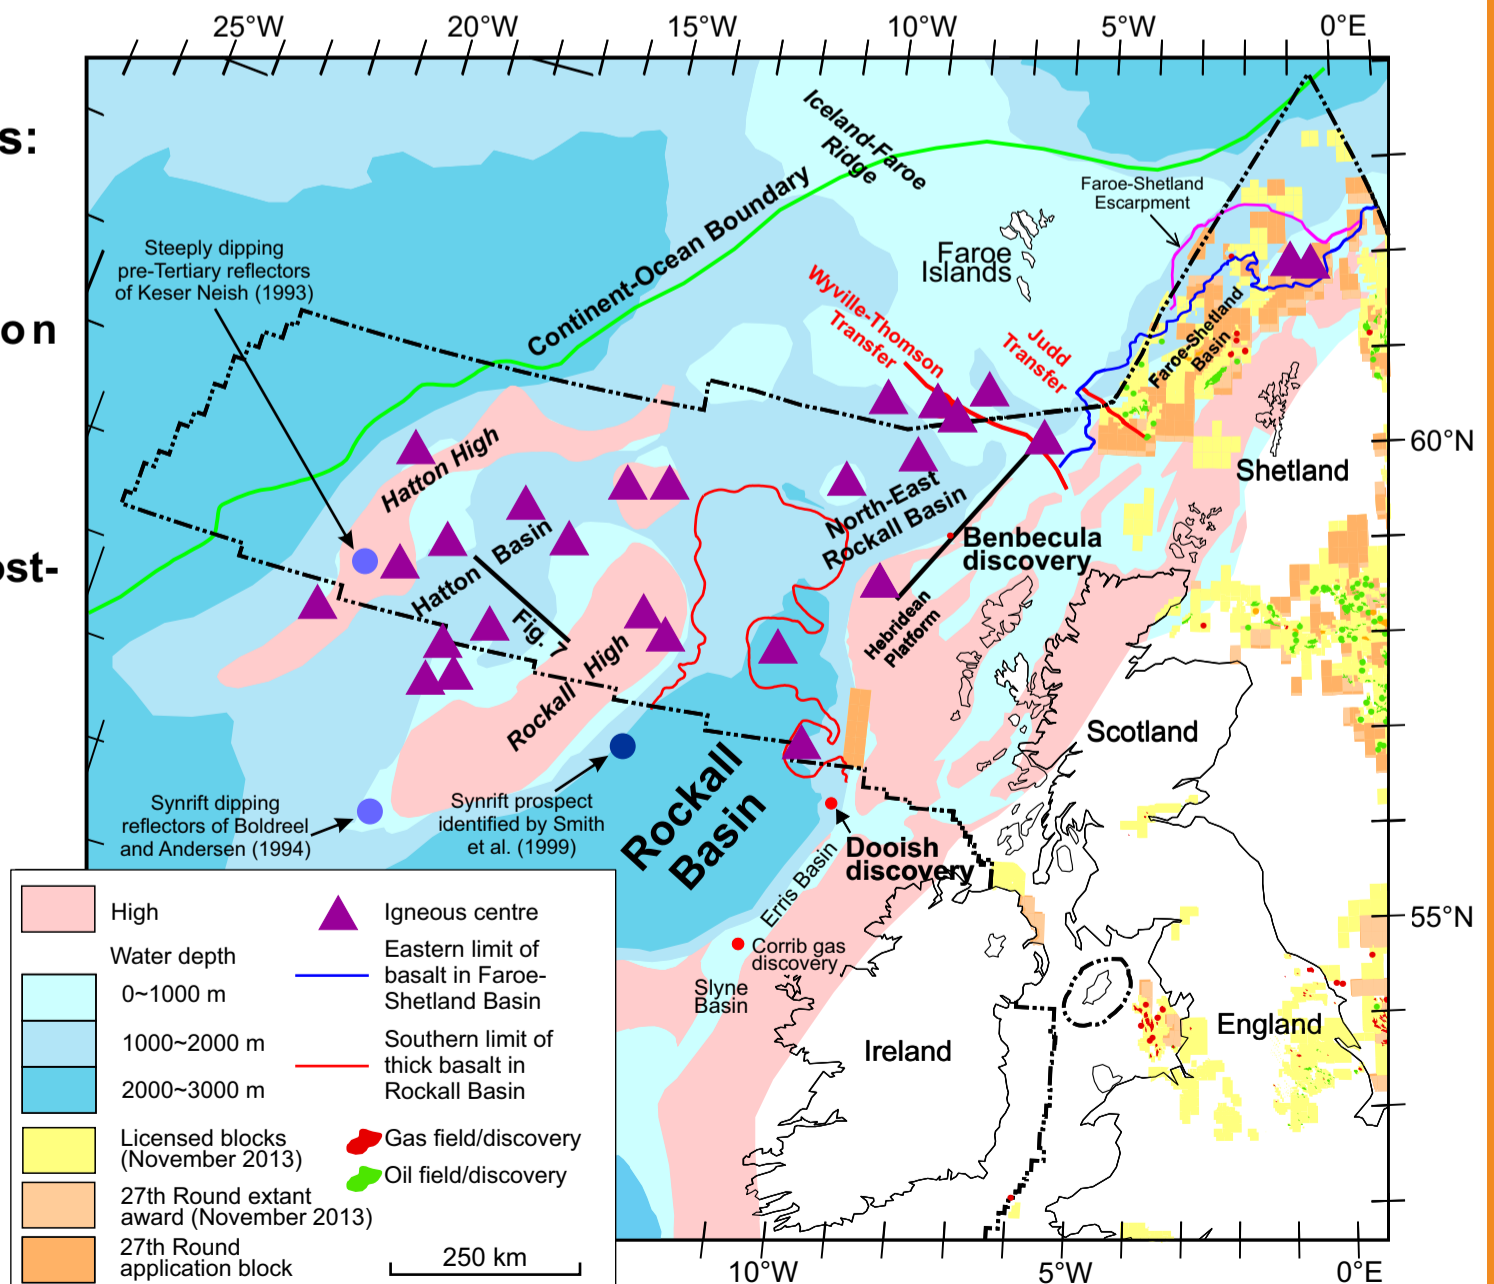 25°W
20°W
15°W
10°W
5°W
0°E
s:
on
ost-
Iceland-Faroe
Ridge
Continent-Ocean Boundary
Faroe-Shetland
Escarpment
Steeply dipping
pre-Tertiary reflectors
of Keser Neish (1993)
Faroe
Islands
Wyville-Thomson
Transfer
Judd
Transfer
Faroe-Shetland
Basin
60°N
Shetland
Hatton High
North-East
Rockall Basin
Benbecula
discovery
Hatton Basin
Fig. 7
Hebridean
Platform
Rockall High
Scotland
Synrift dipping
reflectors of Boldreel
and Andersen (1994)
Synrift prospect
identified by Smith
et al. (1999)
Rockall
Basin
Dooish
discovery
Erris Basin
55°N
Corrib gas
discovery
Slyne
Basin
Ireland
England
High
Water depth
0~1000 m
1000~2000 m
2000~3000 m
Licensed blocks
(November 2013)
27th Round extant
award (November 2013)
27th Round
application block
Igneous centre
Eastern limit of
basalt in Faroe-
Shetland Basin
Southern limit of
thick basalt in
Rockall Basin
Gas field/discovery
Oil field/discovery
250 km
10°W
5°W
0°E